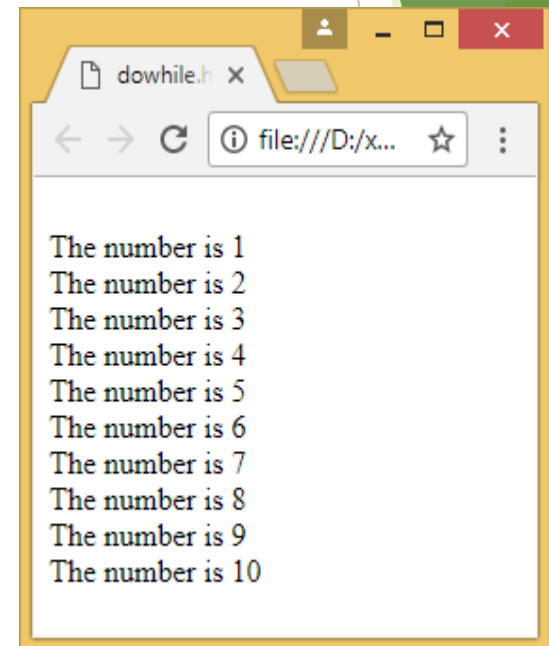 dowhile.h
file:///D:/x...
The number is 1
The number is 2
The number is 3
The number is 4
The number is 5
The number is 6
The number is 7
The number is 8
The number is 9
The number is 10